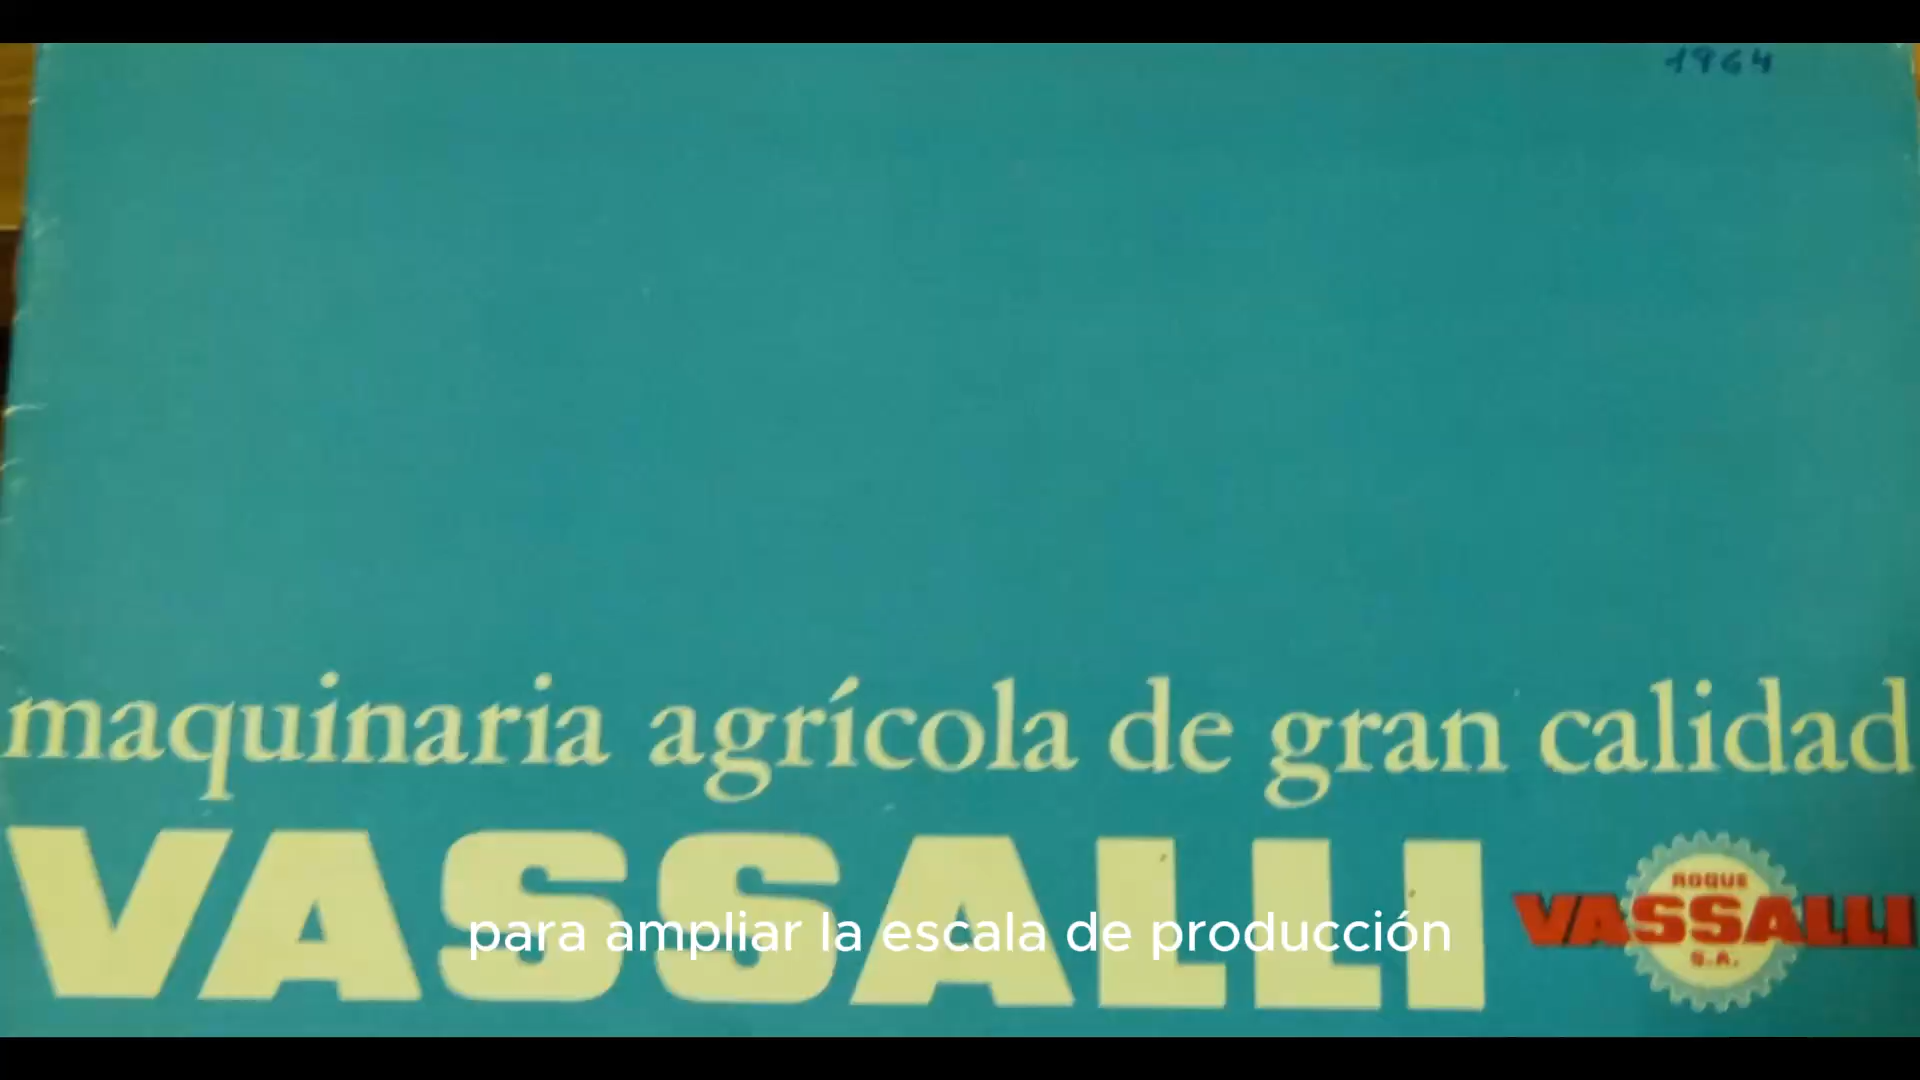 1964
maquinaria agrícola de gran calidad
VASSALLI
ROQUE
VASSALLI
S.A.
para ampliar la escala de producción